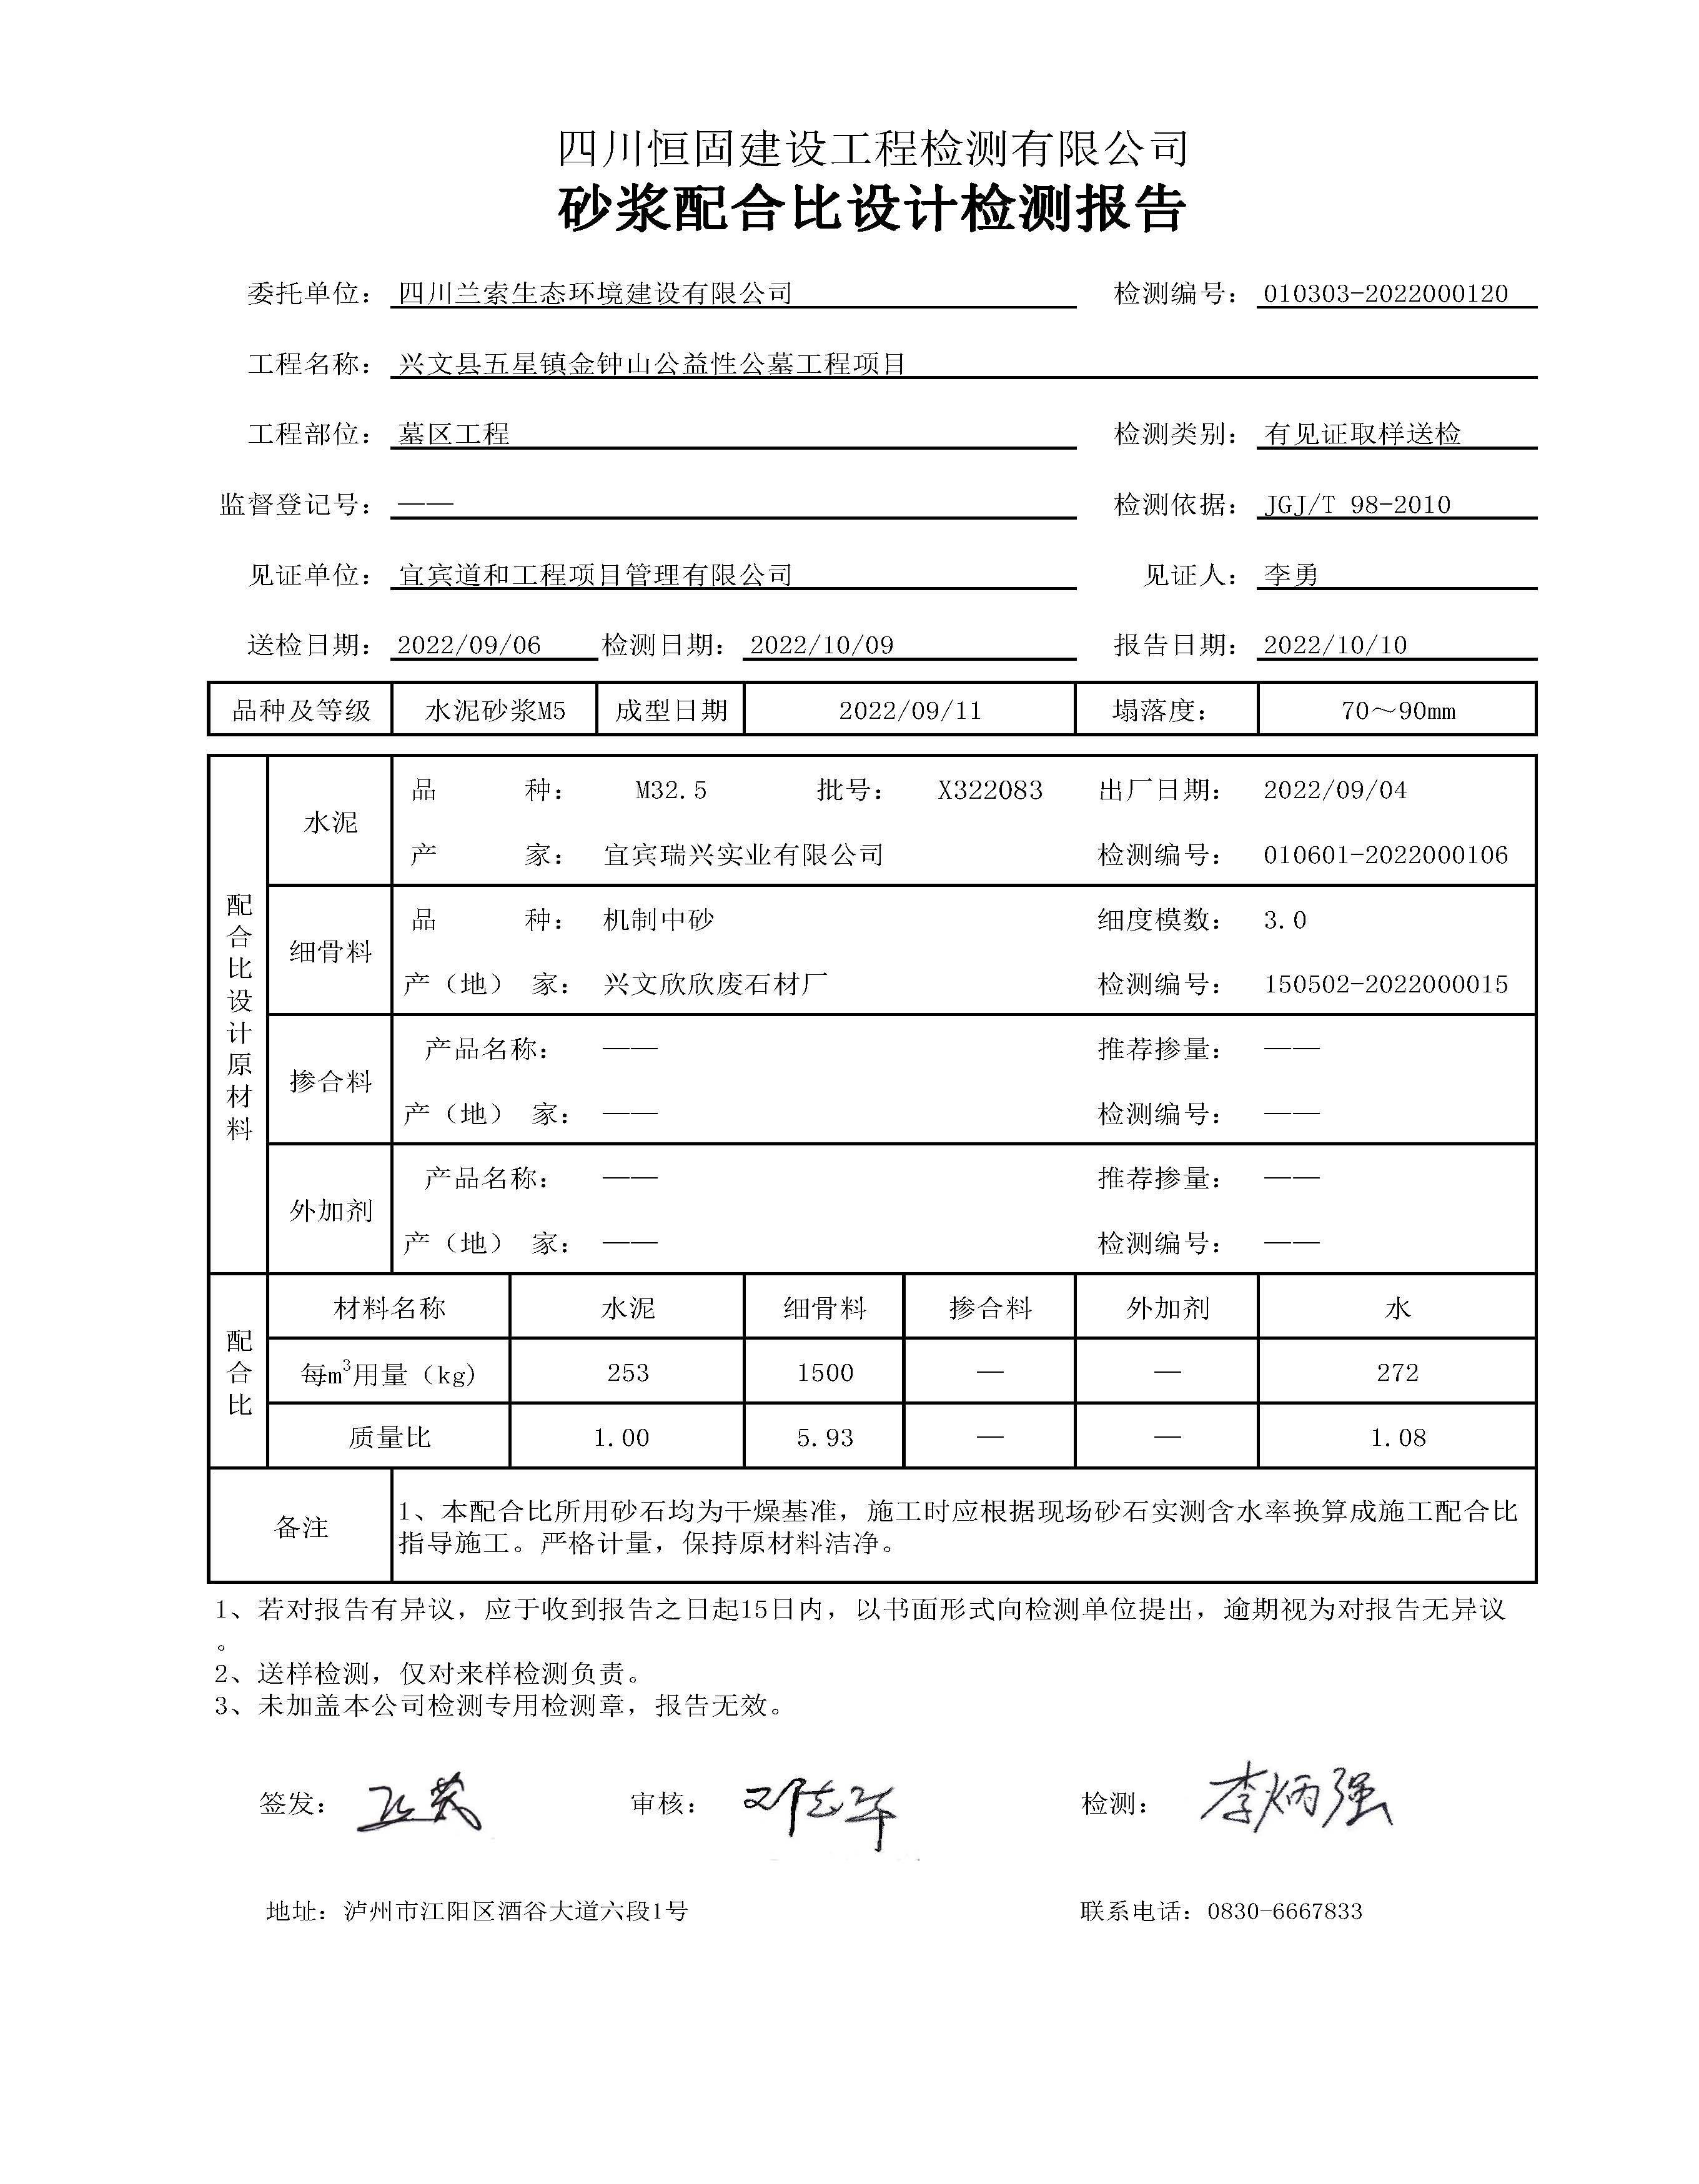 四川恒固建设工程检测有限公司
砂浆配合比设计检测报告
委托单位： 四川兰索生态环境建设有限公司 检测编号： 010303-2022000120
工程名称： 兴文县五星镇金钟山公益性公墓工程项目
工程部位： 墓区工程 检测类别： 有见证取样送检
监督登记号： —— 检测依据： JGJ/T 98-2010
见证单位： 宜宾道和工程项目管理有限公司 见证人： 李勇
送检日期： 2022/09/06 检测日期： 2022/10/09 报告日期： 2022/10/10
品种及等级 水泥砂浆M5 成型日期 2022/09/11 塌落度： 70～90mm
配合比设计原材料
水泥
品 种： M32.5 批号： X322083 出厂日期： 2022/09/04
产 家： 宜宾瑞兴实业有限公司 检测编号： 010601-2022000106
细骨料
品 种： 机制中砂 细度模数： 3.0
产（地） 家： 兴文欣欣废石材厂 检测编号： 150502-2022000015
掺合料
产品名称： —— 推荐掺量： ——
产（地） 家： —— 检测编号： ——
外加剂
产品名称： —— 推荐掺量： ——
产（地） 家： —— 检测编号： ——
配合比
材料名称 水泥 细骨料 掺合料 外加剂 水
每m³用量（kg) 253 1500 — — 272
质量比 1.00 5.93 — — 1.08
备注
1、本配合比所用砂石均为干燥基准，施工时应根据现场砂石实测含水率换算成施工配合比
指导施工。严格计量，保持原材料洁净。
1、若对报告有异议，应于收到报告之日起15日内，以书面形式向检测单位提出，逾期视为对报告无异议
。
2、送样检测，仅对来样检测负责。
3、未加盖本公司检测专用检测章，报告无效。
签发： 审核： 检测： 李炳强
地址：泸州市江阳区酒谷大道六段1号 联系电话：0830-6667833